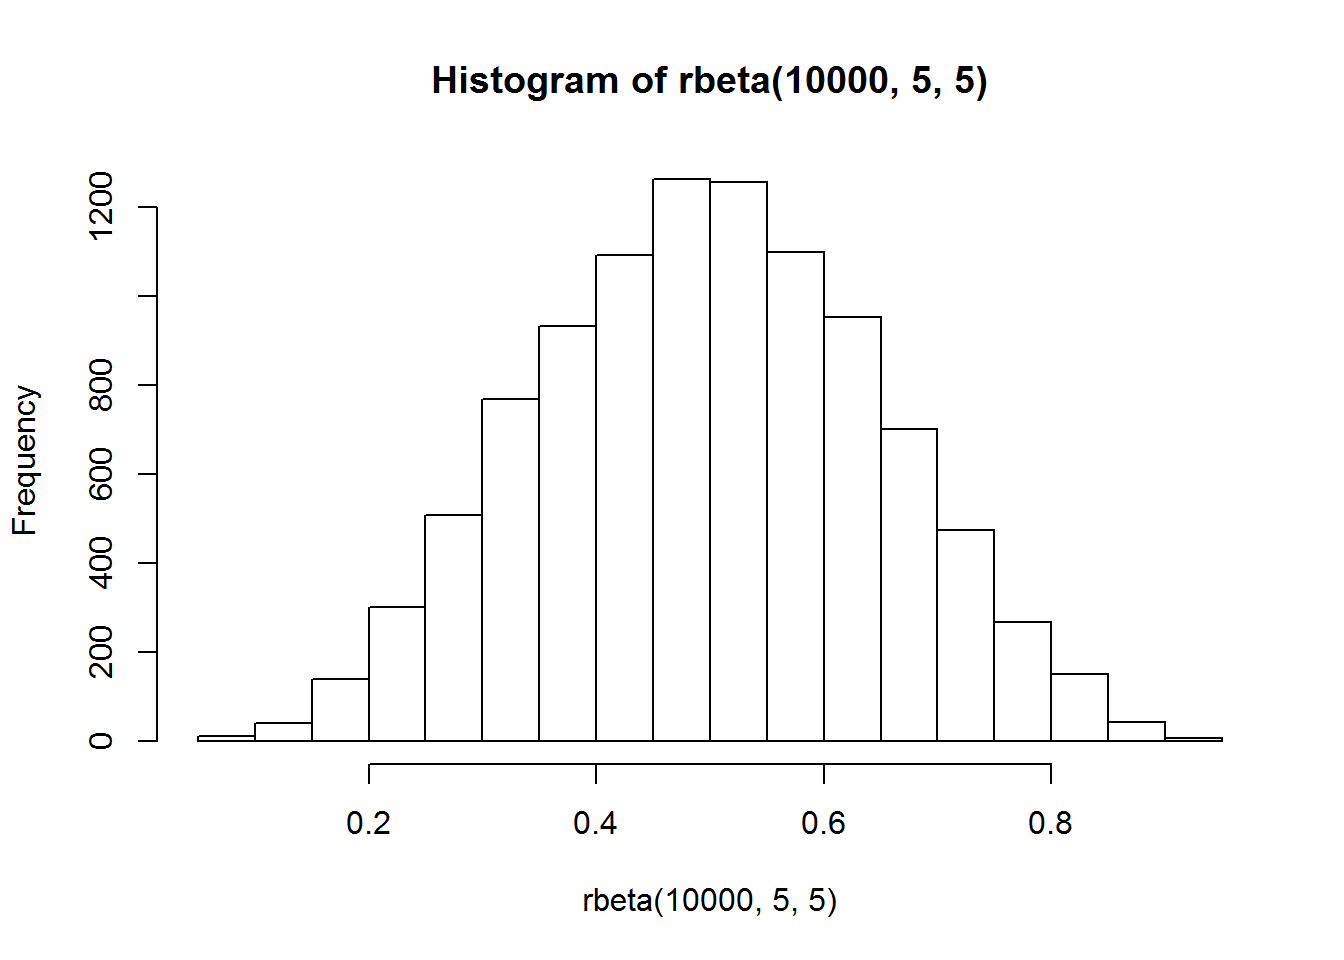 Histogram of rbeta(10000, 5, 5)
Frequency
1200
800
600
400
200
0
0.2 0.4 0.6 0.8
rbeta(10000, 5, 5)